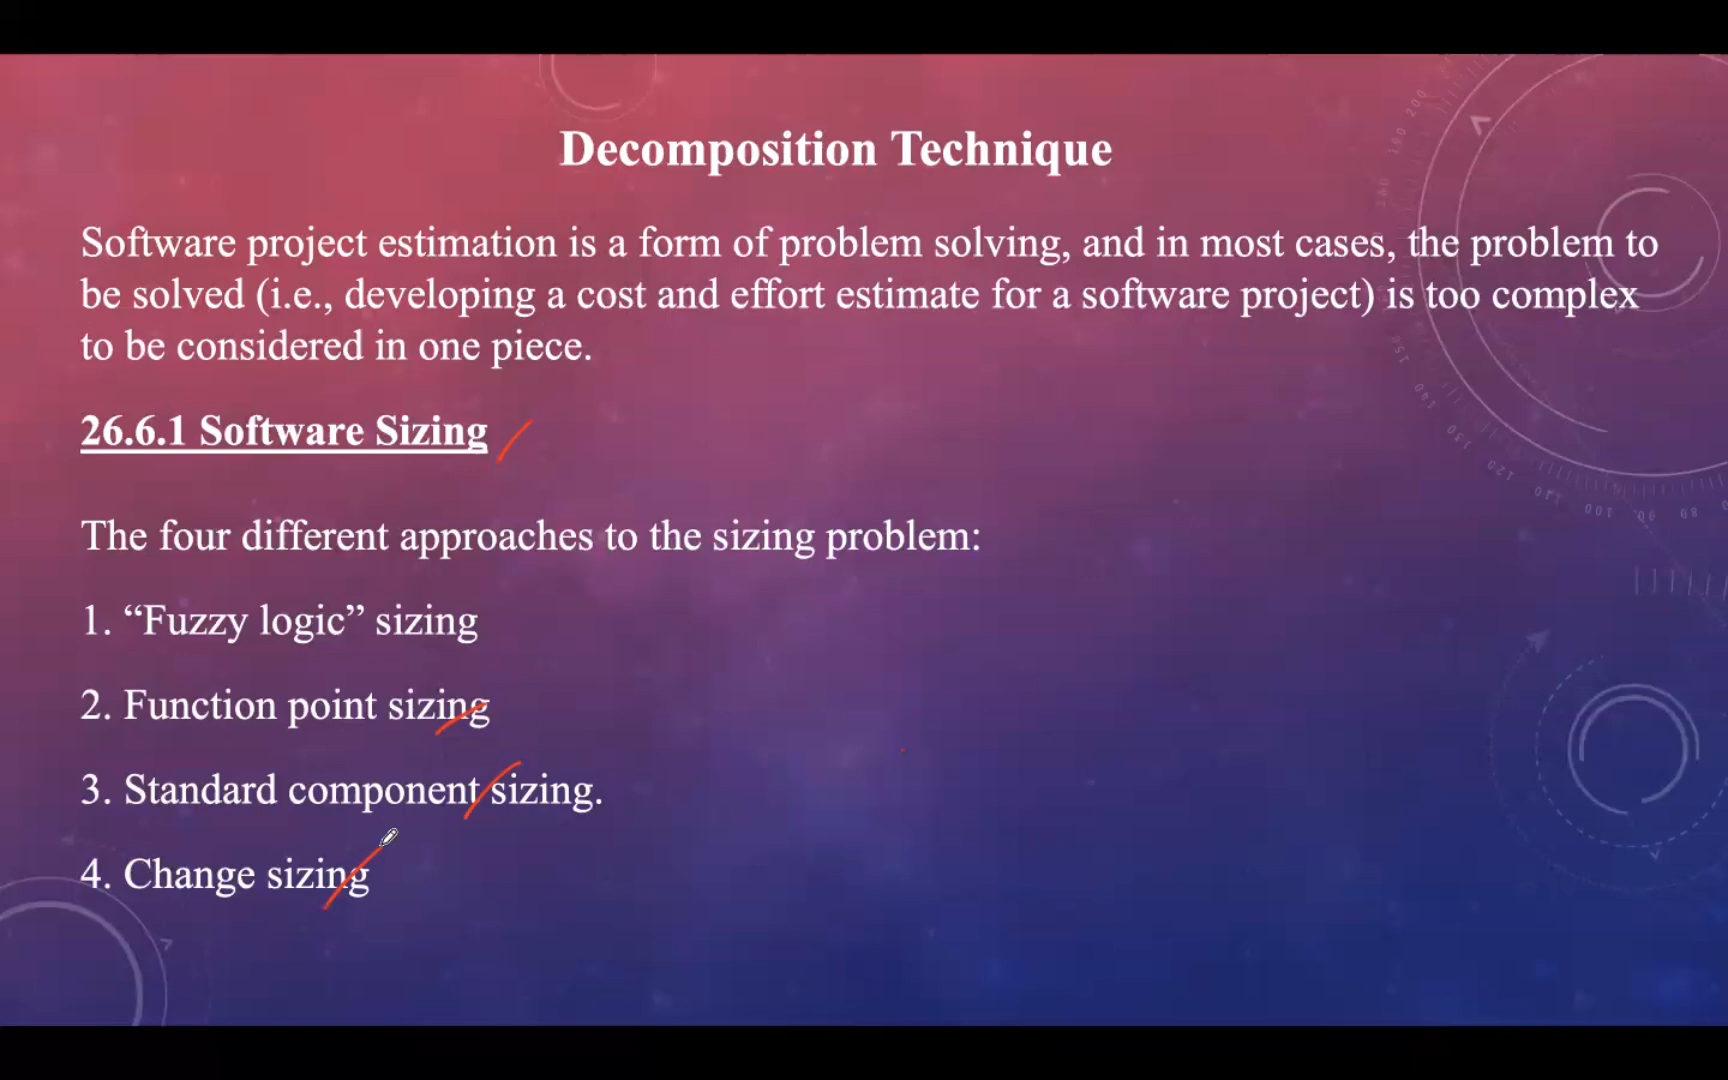 Decomposition Technique
Software project estimation is a form of problem solving, and in most cases, the problem to
be solved (i.e., developing a cost and effort estimate for a software project) is too complex
to be considered in one piece.
26.6.1 Software Sizing
The four different approaches to the sizing problem:
1. “Fuzzy logic” sizing
2. Function point sizing
3. Standard component sizing.
4. Change sizing